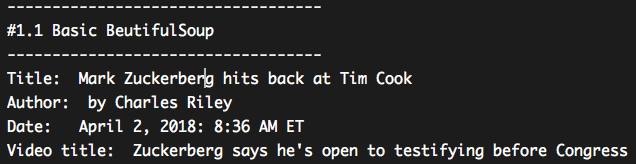 -----------------------------------
#1.1 Basic BeutifulSoup
-----------------------------------
Title:  Mark Zuckerberg hits back at Tim Cook
Author:  by Charles Riley
Date:   April 2, 2018: 8:36 AM ET
Video title:  Zuckerberg says he's open to testifying before Congress